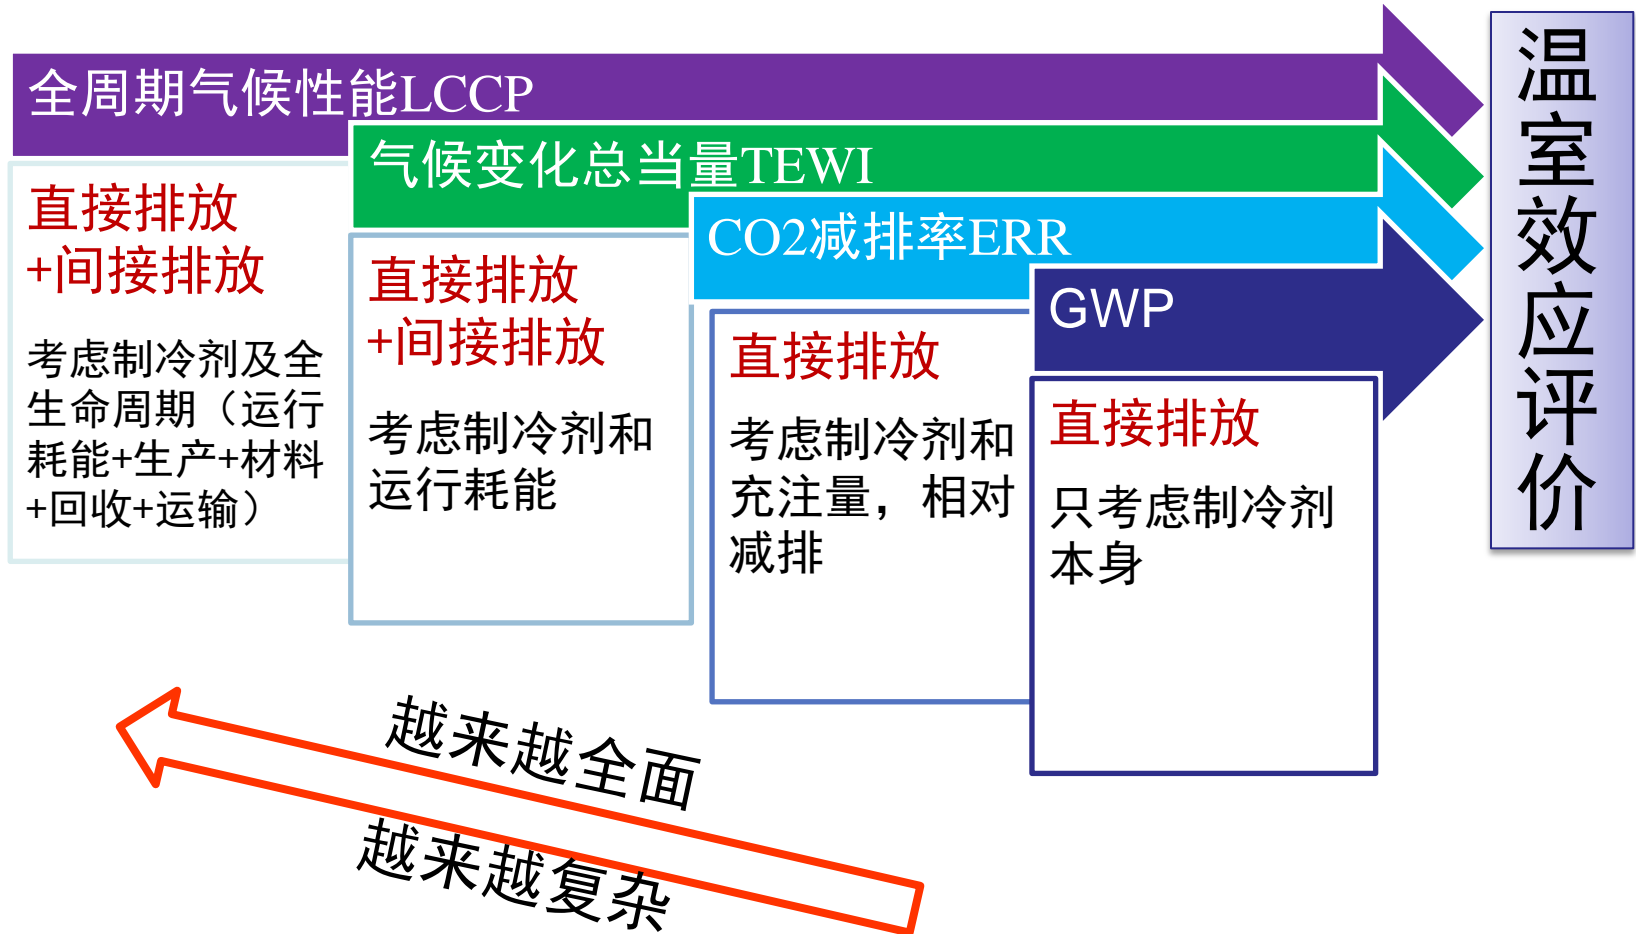 全周期气候性能LCCP
直接排放
+间接排放
考虑制冷剂及全
生命周期（运行
耗能+生产+材料
+回收+运输）
气候变化总当量TEWI
直接排放
+间接排放
考虑制冷剂和
运行耗能
CO2减排率ERR
直接排放
考虑制冷剂和
充注量，相对
减排
GWP
直接排放
只考虑制冷剂
本身
温室效应评价
越来越全面
越来越复杂